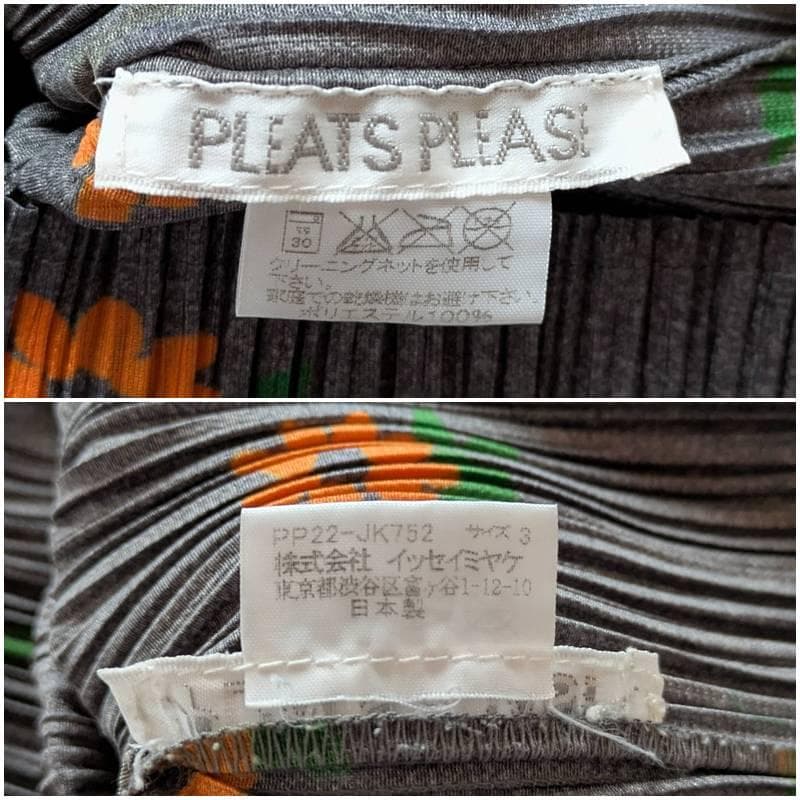 PLEATS PLEASE
弱
30
クリーニングネットを使用して
下さい。
家庭での乾燥機はお避け下さい。
ポリエステル100%
PP22-JK752 サイズ 3
株式会社 イッセイミヤケ
東京都渋谷区富ヶ谷1-12-10
日本製